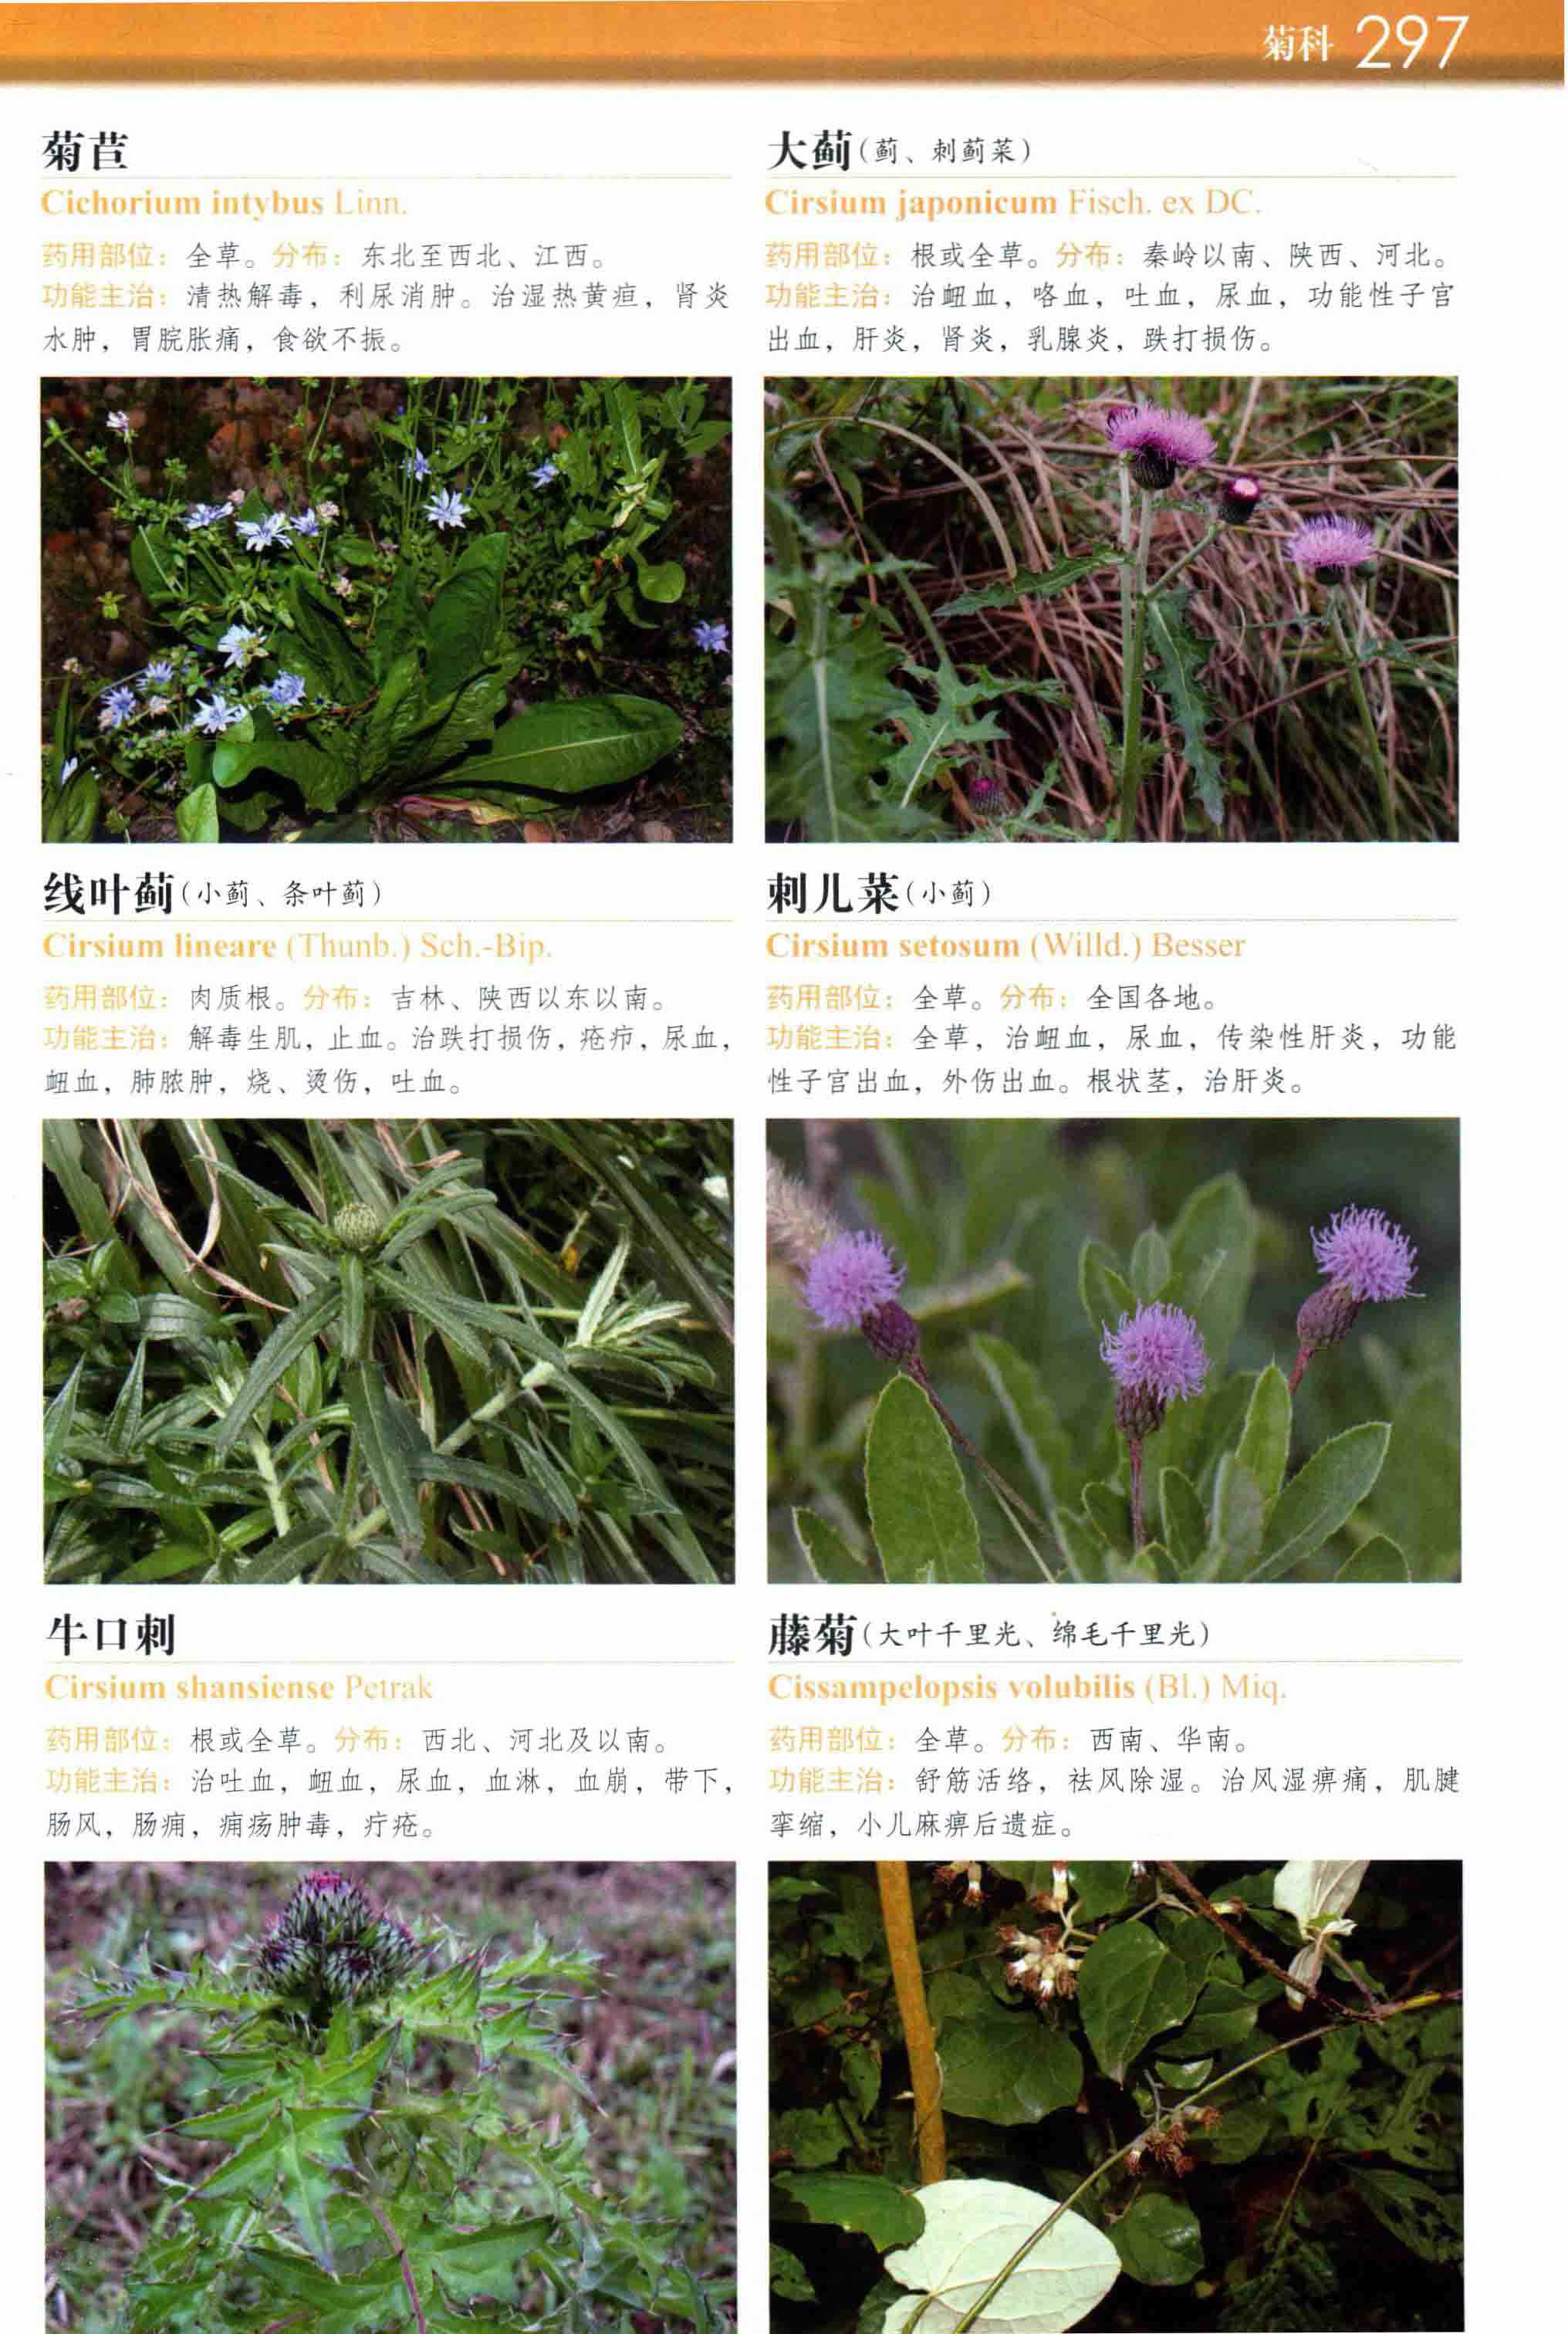 菊科 297
菊苣
Cichorium intybus Linn.
药用部位：全草。分布：东北至西北、江西。
功能主治：清热解毒，利尿消肿。治湿热黄疸，肾炎
水肿，胃脘胀痛，食欲不振。
大蓟（蓟、刺蓟菜）
Cirsium japonicum Fisch. ex DC.
药用部位：根或全草。分布：秦岭以南、陕西、河北。
功能主治：治衄血，咯血，吐血，尿血，功能性子宫
出血，肝炎，肾炎，乳腺炎，跌打损伤。
线叶蓟（小蓟、条叶蓟）
Cirsium lineare (Thunb.) Sch.-Bip.
药用部位：肉质根。分布：吉林、陕西以东以南。
功能主治：解毒生肌，止血。治跌打损伤，疮疖，尿血，
衄血，肺脓肿，烧、烫伤，吐血。
刺儿菜（小蓟）
Cirsium setosum (Willd.) Besser
药用部位：全草。分布：全国各地。
功能主治：全草，治衄血，尿血，传染性肝炎，功能
性子宫出血，外伤出血。根状茎，治肝炎。
牛口刺
Cirsium shansiense Petrak
药用部位：根或全草。分布：西北、河北及以南。
功能主治：治吐血，衄血，尿血，血淋，血崩，带下，
肠风，肠痈，痈疡肿毒，疔疮。
藤菊（大叶千里光、绵毛千里光）
Cissampelopsis volubilis (Bl.) Miq.
药用部位：全草。分布：西南、华南。
功能主治：舒筋活络，祛风除湿。治风湿痹痛，肌腱
挛缩，小儿麻痹后遗症。